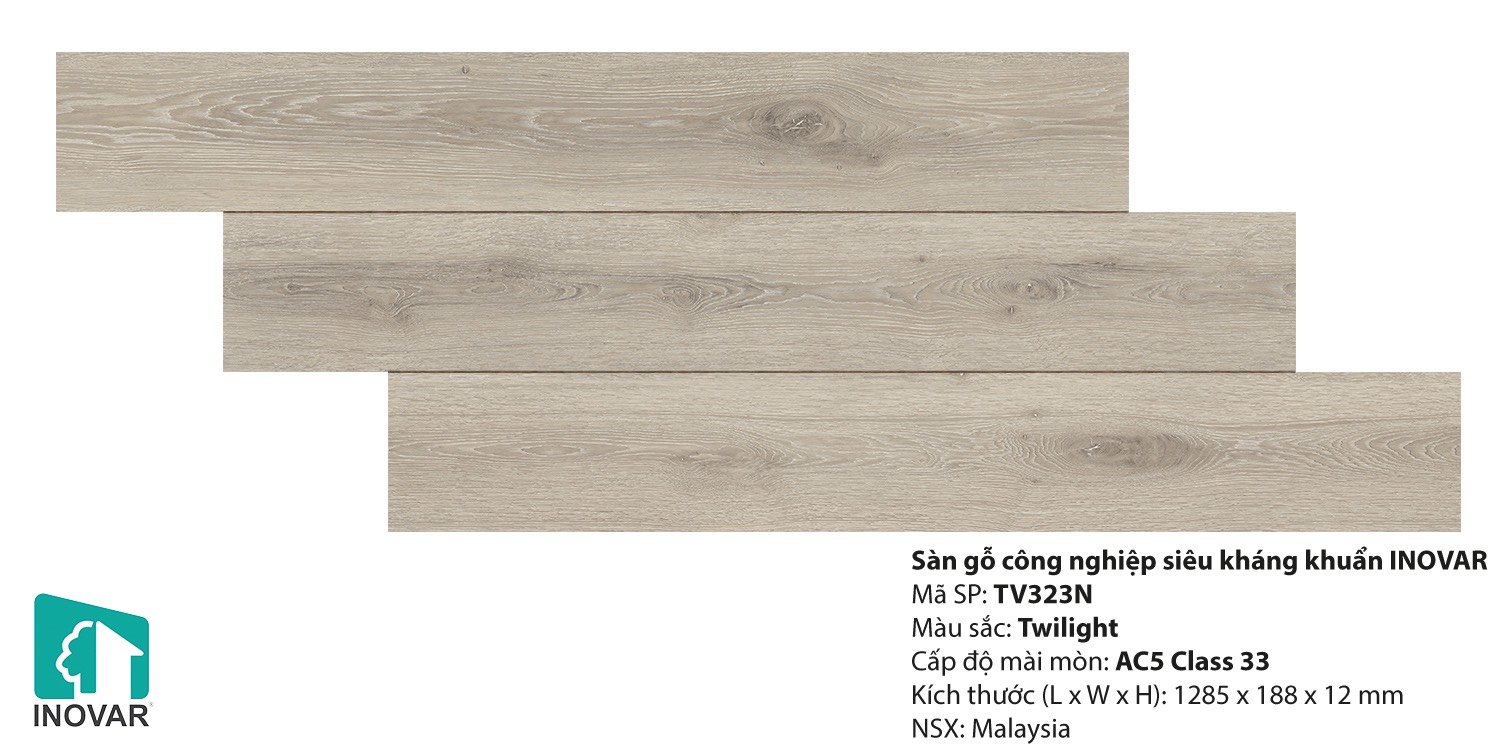 Sàn gỗ công nghiệp siêu kháng khuẩn INOVAR
Mã SP: TV323N
Màu sắc: Twilight
Cấp độ mài mòn: AC5 Class 33
Kích thước (L x W x H): 1285 x 188 x 12 mm
NSX: Malaysia
INOVAR